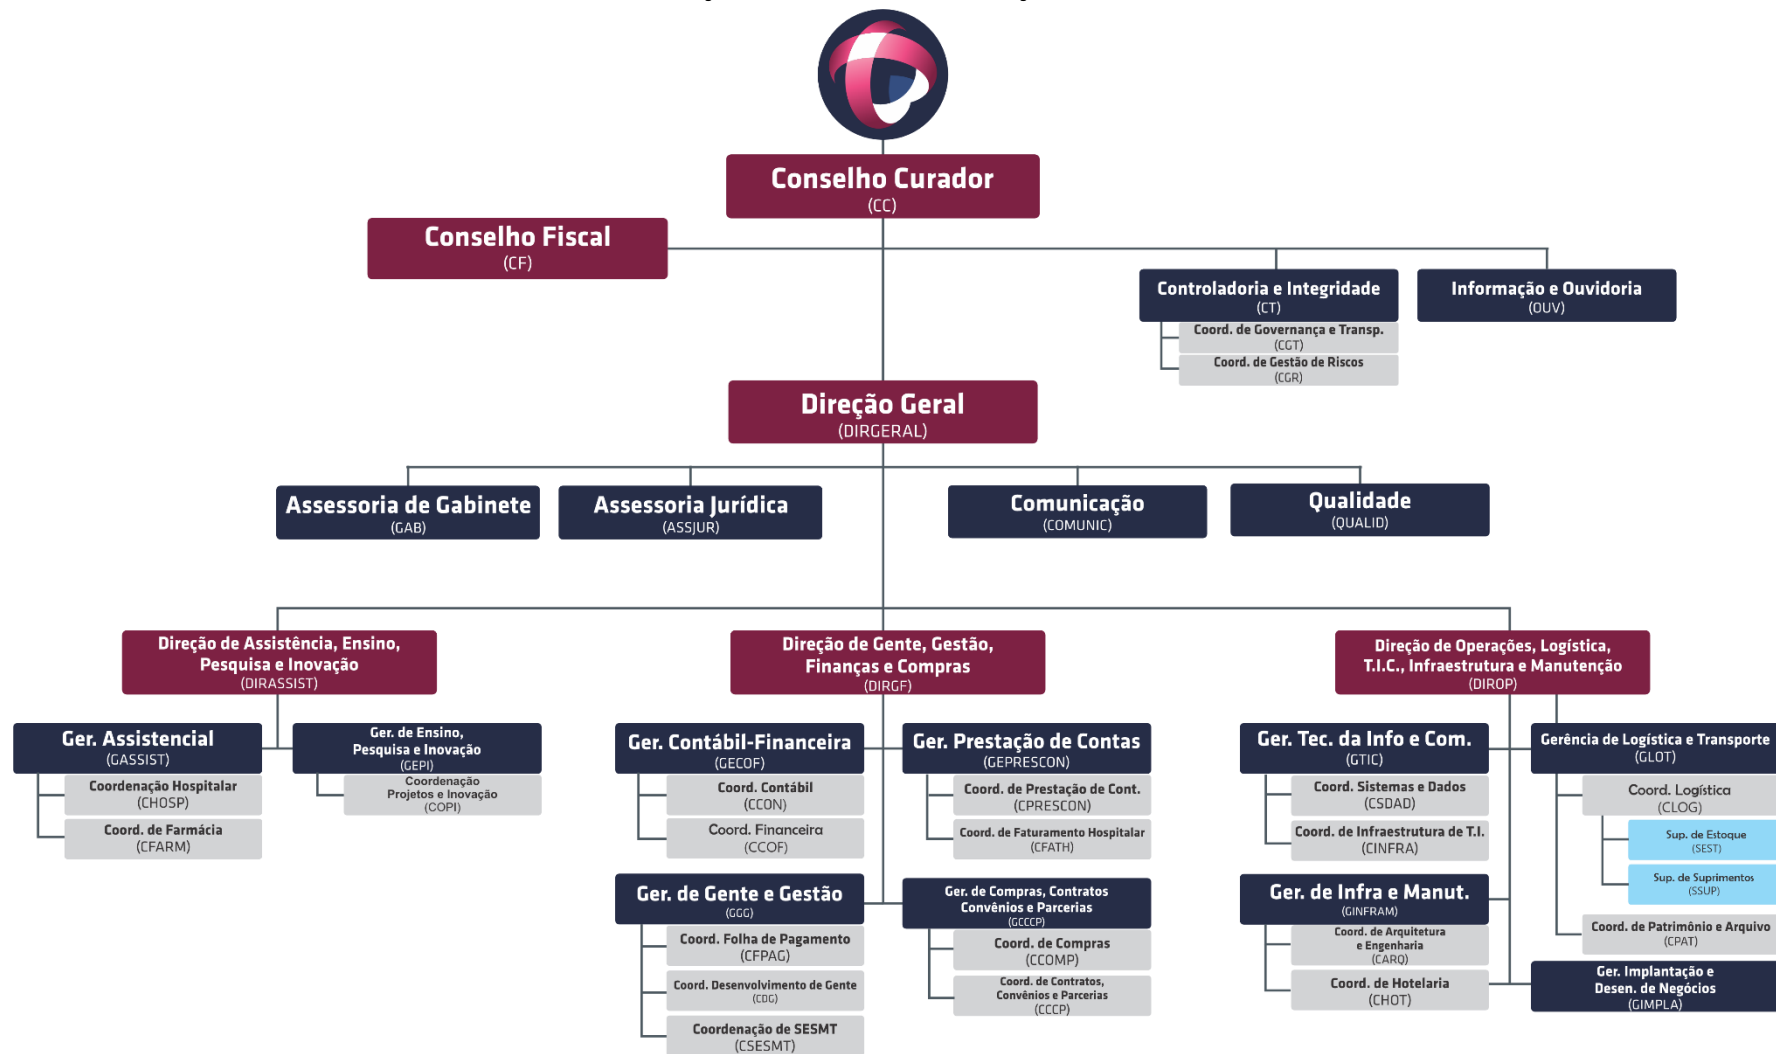 Conselho Curador
(CC)
Conselho Fiscal
(CF)
Controladoria e Integridade
(CT)
Coord. de Governança e Transp.
(CGT)
Coord. de Gestão de Riscos
(CGR)
Informação e Ouvidoria
(OUV)
Direção Geral
(DIRGERAL)
Assessoria de Gabinete
(GAB)
Assessoria Jurídica
(ASSJUR)
Comunicação
(COMUNIC)
Qualidade
(QUALID)
Direção de Assistência, Ensino,
Pesquisa e Inovação
(DIRASSIST)
Ger. Assistencial
(GASSIST)
Coordenação Hospitalar
(CHOSP)
Coord. de Farmácia
(CFARM)
Ger. de Ensino,
Pesquisa e Inovação
(GEPI)
Coordenação
Projetos e Inovação
(COPI)
Direção de Gente, Gestão,
Finanças e Compras
(DIRGF)
Ger. Contábil-Financeira
(GECOF)
Coord. Contábil
(CCON)
Coord. Financeira
(CCOF)
Ger. Prestação de Contas
(GEPRESCON)
Coord. de Prestação de Cont.
(CPRESCON)
Coord. de Faturamento Hospitalar
(CFATH)
Ger. de Gente e Gestão
(GGG)
Coord. Folha de Pagamento
(CFPAG)
Coord. Desenvolvimento de Gente
(CDG)
Coordenação de SESMT
(CSESMT)
Ger. de Compras, Contratos
Convênios e Parcerias
(GCCCP)
Coord. de Compras
(CCOMP)
Coord. de Contratos,
Convênios e Parcerias
(CCCP)
Direção de Operações, Logística,
T.I.C., Infraestrutura e Manutenção
(DIROP)
Ger. Tec. da Info e Com.
(GTIC)
Coord. Sistemas e Dados
(CSDAD)
Coord. de Infraestrutura de T.I.
(CINFRA)
Gerência de Logística e Transporte
(GLOT)
Coord. Logística
(CLOG)
Sup. de Estoque
(SEST)
Sup. de Suprimentos
(SSUP)
Coord. de Patrimônio e Arquivo
(CPAT)
Ger. de Infra e Manut.
(GINFRAM)
Coord. de Arquitetura
e Engenharia
(CARQ)
Coord. de Hotelaria
(CHOT)
Ger. Implantação e
Desen. de Negócios
(GIMPLA)